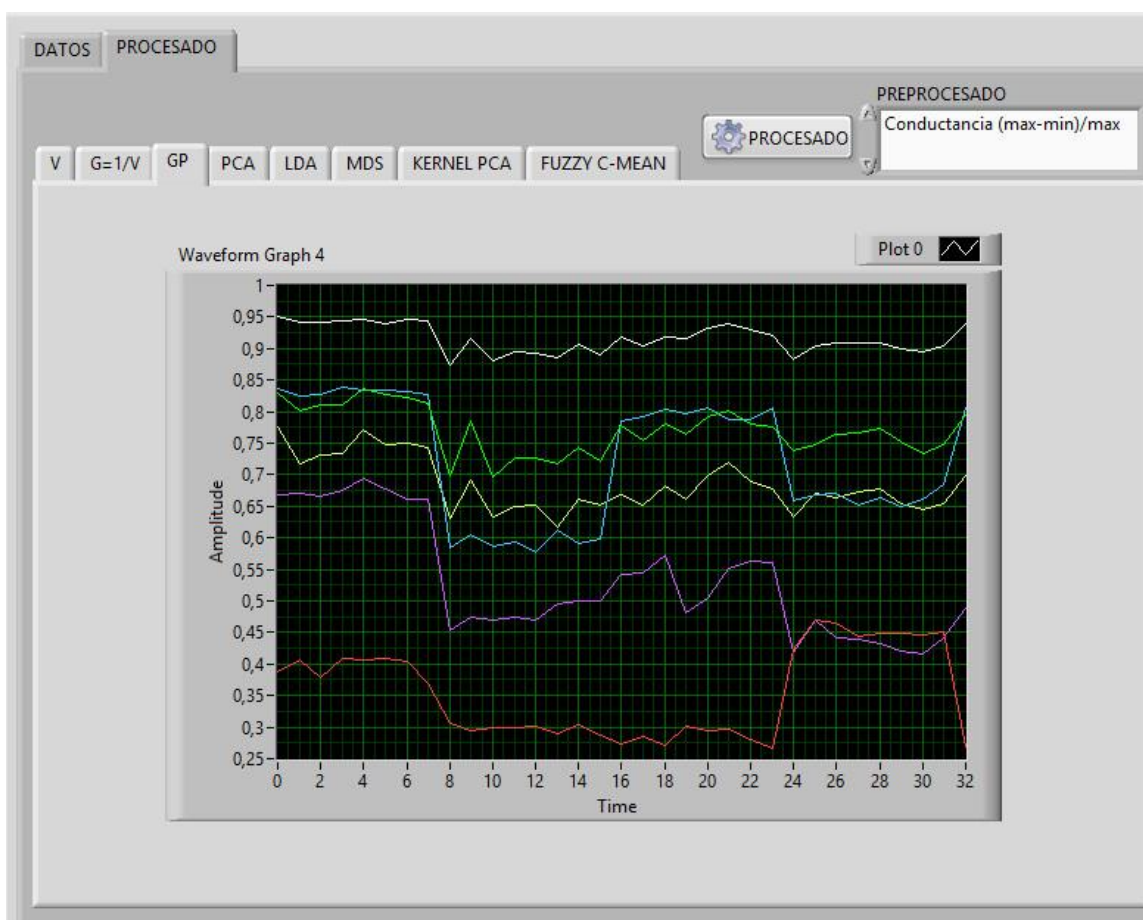 DATOS PROCESADO
PREPROCESADO
PROCESADO Conductancia (max-min)/max
V G=1/V GP PCA LDA MDS KERNEL PCA FUZZY C-MEAN
Waveform Graph 4 Plot 0
1
0,95
0,9
0,85
0,8
0,75
0,7
0,65
0,6
0,55
0,5
0,45
0,4
0,35
0,3
0,25
Amplitude
0 2 4 6 8 10 12 14 16 18 20 22 24 26 28 30 32
Time